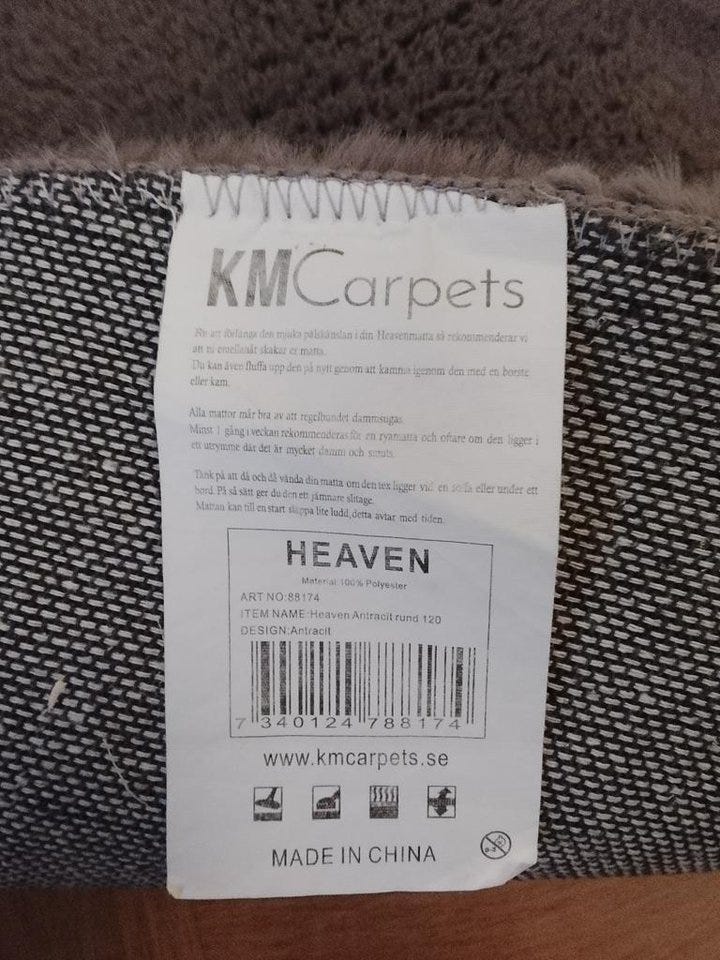 KMCarpets
För att förlänga den mjuka pälskänslan i din Heavenmatta så rekommenderar vi
att ni emellanåt skakar er matta.
Du kan även fluffa upp den på nytt genom att kamma igenom den med en borste
eller kam.
Alla mattor mår bra av att regelbundet dammsugas.
Minst 1 gång i veckan rekommenderas för en ryamatta och oftare om den ligger i
ett utrymme där det är mycket damm och smuts.
Tänk på att då och då vända din matta om den tex ligger vid en soffa eller under ett
bord. På så sätt ger du den ett jämnare slitage.
Mattan kan till en start släppa lite ludd, detta avtar med tiden.
HEAVEN
Material:100% Polyester
ART NO:88174
ITEM NAME:Heaven Antracit rund 120
DESIGN:Antracit
7 340124 788174
www.kmcarpets.se
MADE IN CHINA
0-3